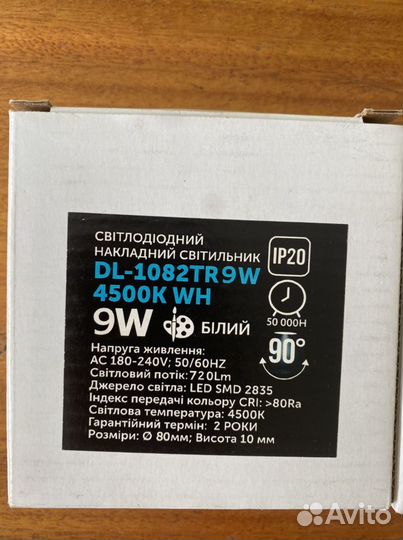 СВІТЛОДІОДНИЙ
НАКЛАДНИЙ СВІТИЛЬНИК
DL-1082TR 9W
4500K WH
9W БІЛИЙ
IP20
50 000H
90°
Напруга живлення:
AC 180-240V; 50/60HZ
Світловий потік: 720Lm
Джерело світла: LED SMD 2835
Індекс передачі кольору CRI: >80Ra
Світлова температура: 4500К
Гарантійний термін: 2 РОКИ
Розміри: Ø 80мм; Висота 10 мм
Avito